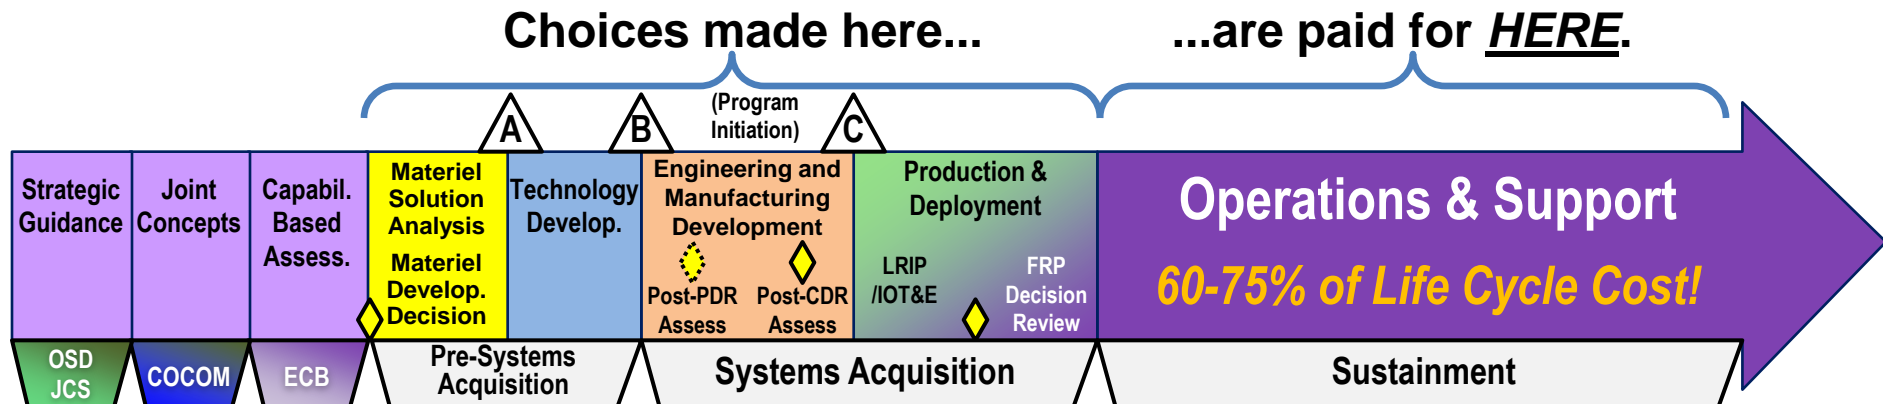 Choices made here...
...are paid for HERE.
A
B
(Program
Initiation)
C
Strategic
Guidance
Joint
Concepts
Capabil.
Based
Assess.
Materiel
Solution
Analysis
Materiel
Develop.
Decision
Technology
Develop.
Engineering and
Manufacturing
Development
Post-PDR
Assess
Post-CDR
Assess
Production &
Deployment
LRIP
/IOT&E
FRP
Decision
Review
Operations & Support
60-75% of Life Cycle Cost!
OSD
JCS
COCOM
ECB
Pre-Systems
Acquisition
Systems Acquisition
Sustainment